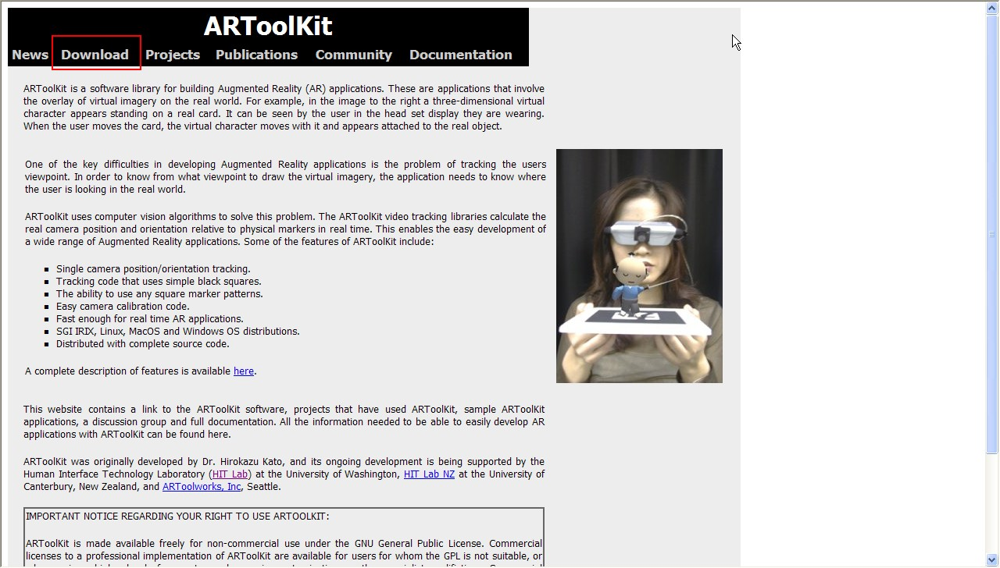 ARToolKit
News Download Projects Publications Community Documentation
ARToolKit is a software library for building Augmented Reality (AR) applications. These are applications that involve
the overlay of virtual imagery on the real world. For example, in the image to the right a three-dimensional virtual
character appears standing on a real card. It can be seen by the user in the head set display they are wearing.
When the user moves the card, the virtual character moves with it and appears attached to the real object.
One of the key difficulties in developing Augmented Reality applications is the problem of tracking the users
viewpoint. In order to know from what viewpoint to draw the virtual imagery, the application needs to know where
the user is looking in the real world.
ARToolKit uses computer vision algorithms to solve this problem. The ARToolKit video tracking libraries calculate the
real camera position and orientation relative to physical markers in real time. This enables the easy development of
a wide range of Augmented Reality applications. Some of the features of ARToolKit include:
▪ Single camera position/orientation tracking.
▪ Tracking code that uses simple black squares.
▪ The ability to use any square marker patterns.
▪ Easy camera calibration code.
▪ Fast enough for real time AR applications.
▪ SGI IRIX, Linux, MacOS and Windows OS distributions.
▪ Distributed with complete source code.
A complete description of features is available here.
This website contains a link to the ARToolKit software, projects that have used ARToolKit, sample ARToolKit
applications, a discussion group and full documentation. All the information needed to be able to easily develop AR
applications with ARToolKit can be found here.
ARToolKit was originally developed by Dr. Hirokazu Kato, and its ongoing development is being supported by the
Human Interface Technology Laboratory (HIT Lab) at the University of Washington, HIT Lab NZ at the University of
Canterbury, New Zealand, and ARToolworks, Inc, Seattle.
IMPORTANT NOTICE REGARDING YOUR RIGHT TO USE ARTOOLKIT:
ARToolKit is made available freely for non-commercial use under the GNU General Public License. Commercial
licenses to a professional implementation of ARToolKit are available for users for whom the GPL is not suitable, or